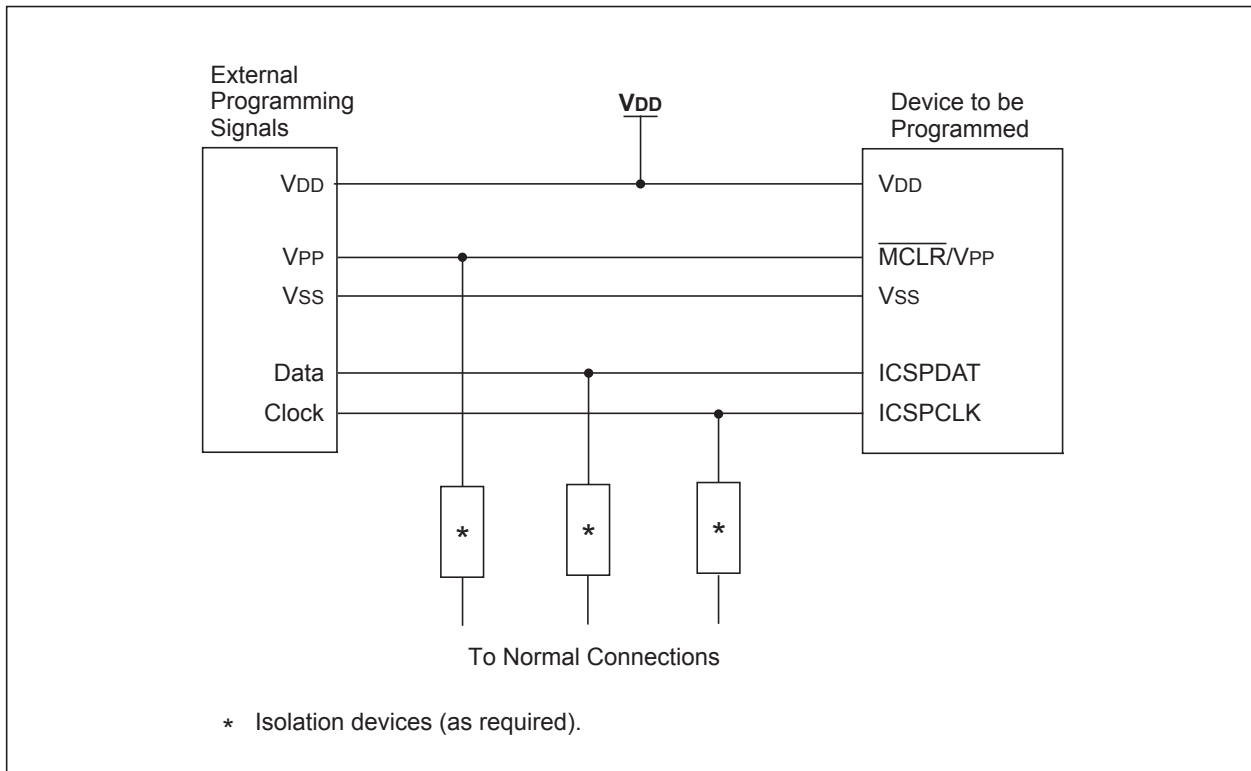 External
Programming
Signals
VDD
Device to be
Programmed
VDD
VDD
VPP
MCLR/VPP
VSS
VSS
Data
ICSPDAT
Clock
ICSPCLK
*
*
*
To Normal Connections
* Isolation devices (as required).